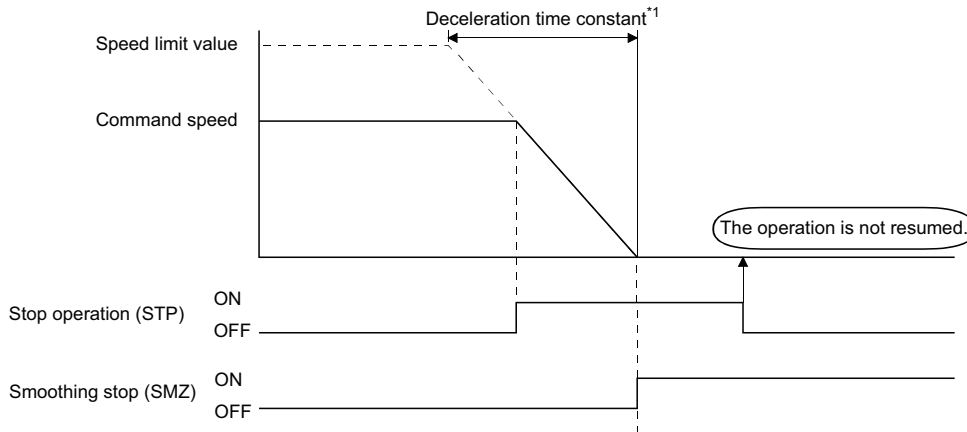 Deceleration time constant*1
Speed limit value
Command speed
The operation is not resumed.
Stop operation (STP)
ON
OFF
Smoothing stop (SMZ)
ON
OFF